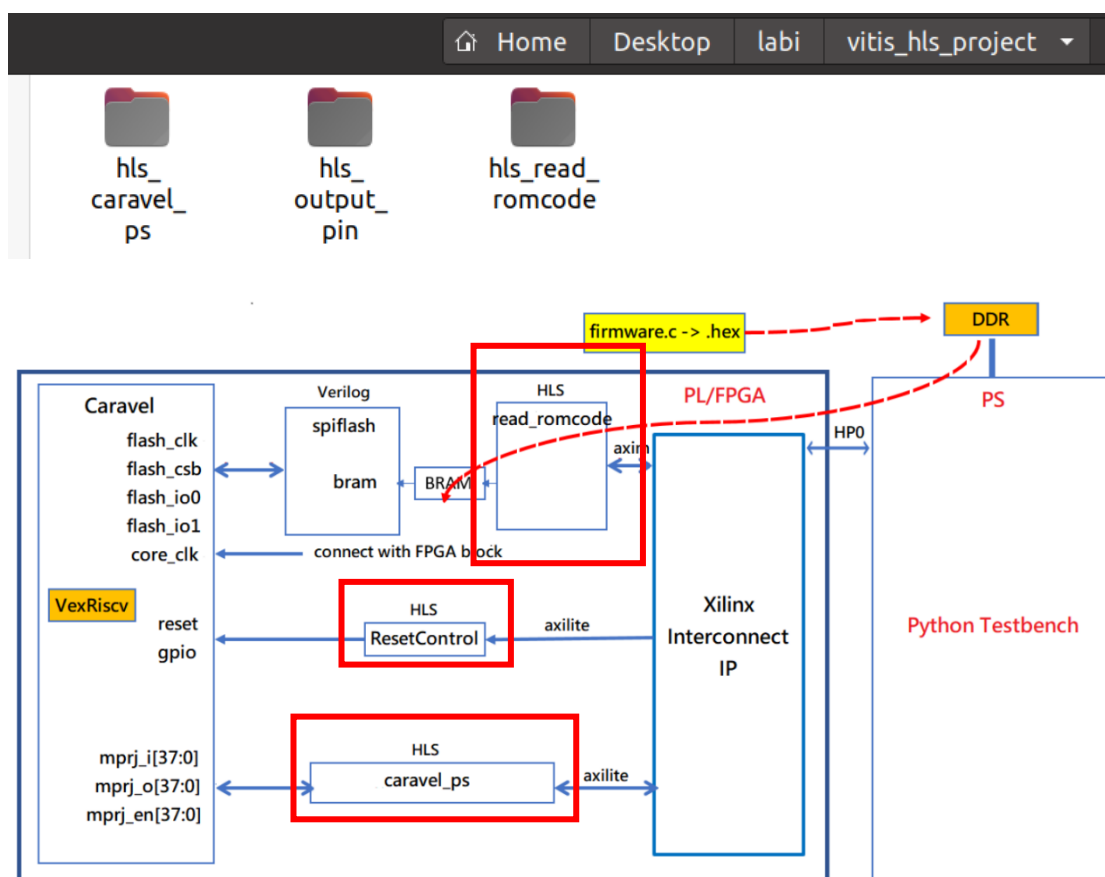 Home Desktop labi vitis_hls_project
hls_
caravel_
ps
hls_
output_
pin
hls_read_
romcode
firmware.c -> .hex
DDR
Caravel
flash_clk
flash_csb
flash_io0
flash_io1
core_clk
VexRiscv
reset
gpio
mprj_i[37:0]
mprj_o[37:0]
mprj_en[37:0]
Verilog
spiflash
bram
BRAM
HLS
read_romcode
axim
connect with FPGA block
HLS
ResetControl
axilite
HLS
caravel_ps
axilite
PL/FPGA
Xilinx
Interconnect
IP
HP0
PS
Python Testbench